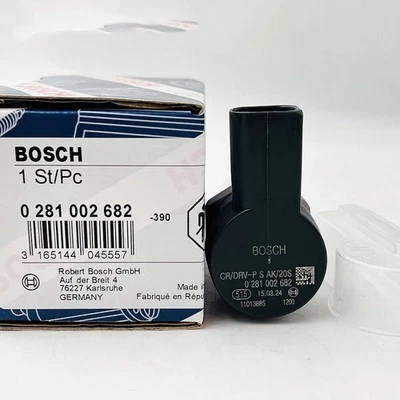 BOSCH
1 St/Pc
0 281 002 682
-390
3 165144 045557
Robert Bosch GmbH
Auf der Breit 4
76227 Karlsruhe
GERMANY
Made i
Fabriqué en Républ
BOSCH
CR/DRV-P S AK/20S
0 281 002 682
515 15.03.24
11013885 1200